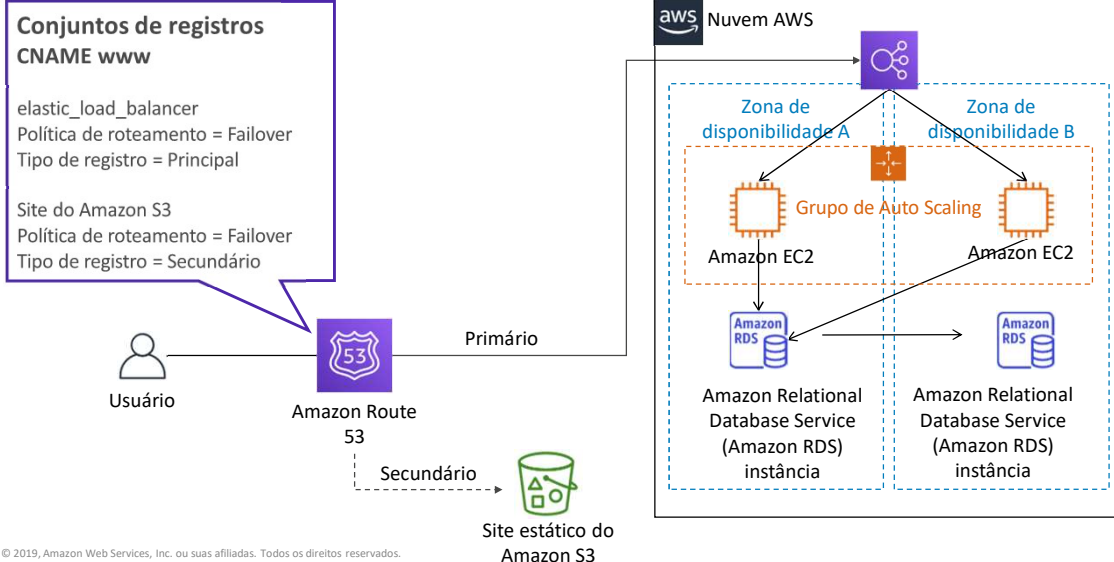 Conjuntos de registros
CNAME www
elastic_load_balancer
Política de roteamento = Failover
Tipo de registro = Principal
Site do Amazon S3
Política de roteamento = Failover
Tipo de registro = Secundário
Usuário
53
Amazon Route
53
Primário
Secundário
Site estático do
Amazon S3
aws
Nuvem AWS
Zona de
disponibilidade A
Zona de
disponibilidade B
Grupo de Auto Scaling
Amazon EC2
Amazon EC2
Amazon
RDS
Amazon
RDS
Amazon Relational
Database Service
(Amazon RDS)
instância
Amazon Relational
Database Service
(Amazon RDS)
instância
© 2019, Amazon Web Services, Inc. ou suas afiliadas. Todos os direitos reservados.